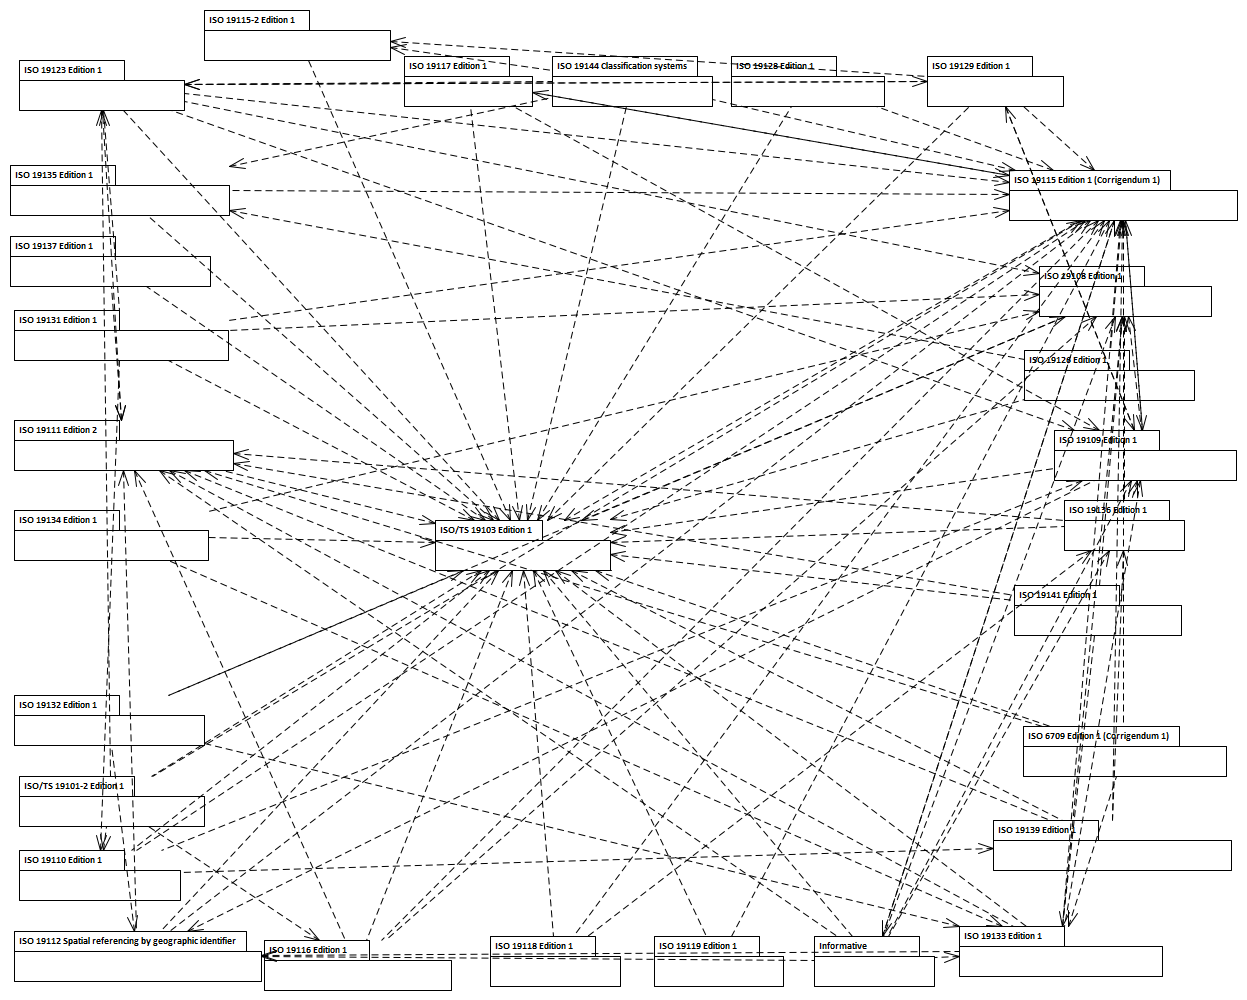 ISO 19115-2 Edition 1
ISO 19123 Edition 1
ISO 19117 Edition 1
ISO 19144 Classification systems
ISO 19128 Edition 1
ISO 19129 Edition 1
ISO 19135 Edition 1
ISO 19115 Edition 1 (Corrigendum 1)
ISO 19137 Edition 1
ISO 19108 Edition 1
ISO 19131 Edition 1
ISO 19126 Edition 1
ISO 19111 Edition 2
ISO 19109 Edition 1
ISO 19134 Edition 1
ISO/TS 19103 Edition 1
ISO 19136 Edition 1
ISO 19141 Edition 1
ISO 19132 Edition 1
ISO 6709 Edition 1 (Corrigendum 1)
ISO/TS 19101-2 Edition 1
ISO 19139 Edition 1
ISO 19110 Edition 1
ISO 19112 Spatial referencing by geographic identifier
ISO 19116 Edition 1
ISO 19118 Edition 1
ISO 19119 Edition 1
Informative
ISO 19133 Edition 1